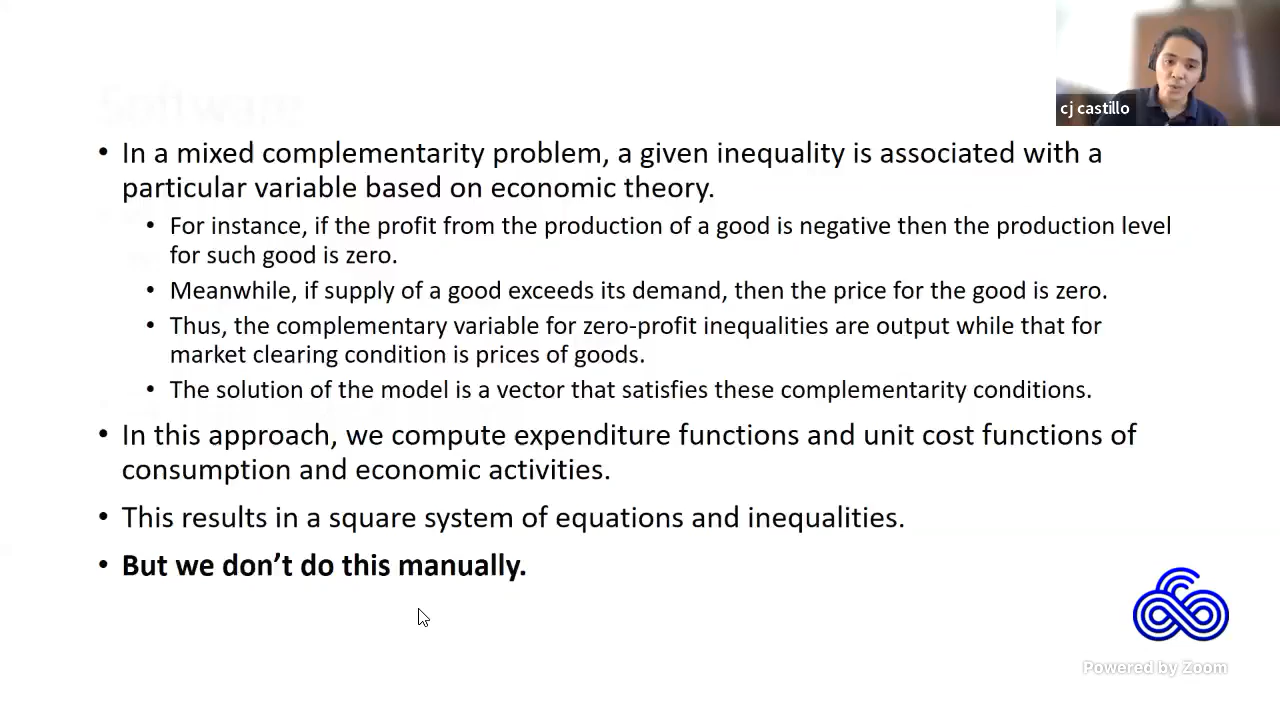 Software
cj castillo
• In a mixed complementarity problem, a given inequality is associated with a
particular variable based on economic theory.
• For instance, if the profit from the production of a good is negative then the production level
for such good is zero.
• Meanwhile, if supply of a good exceeds its demand, then the price for the good is zero.
• Thus, the complementary variable for zero-profit inequalities are output while that for
market clearing condition is prices of goods.
• The solution of the model is a vector that satisfies these complementarity conditions.
• In this approach, we compute expenditure functions and unit cost functions of
consumption and economic activities.
• This results in a square system of equations and inequalities.
• But we don’t do this manually.
Powered by Zoom